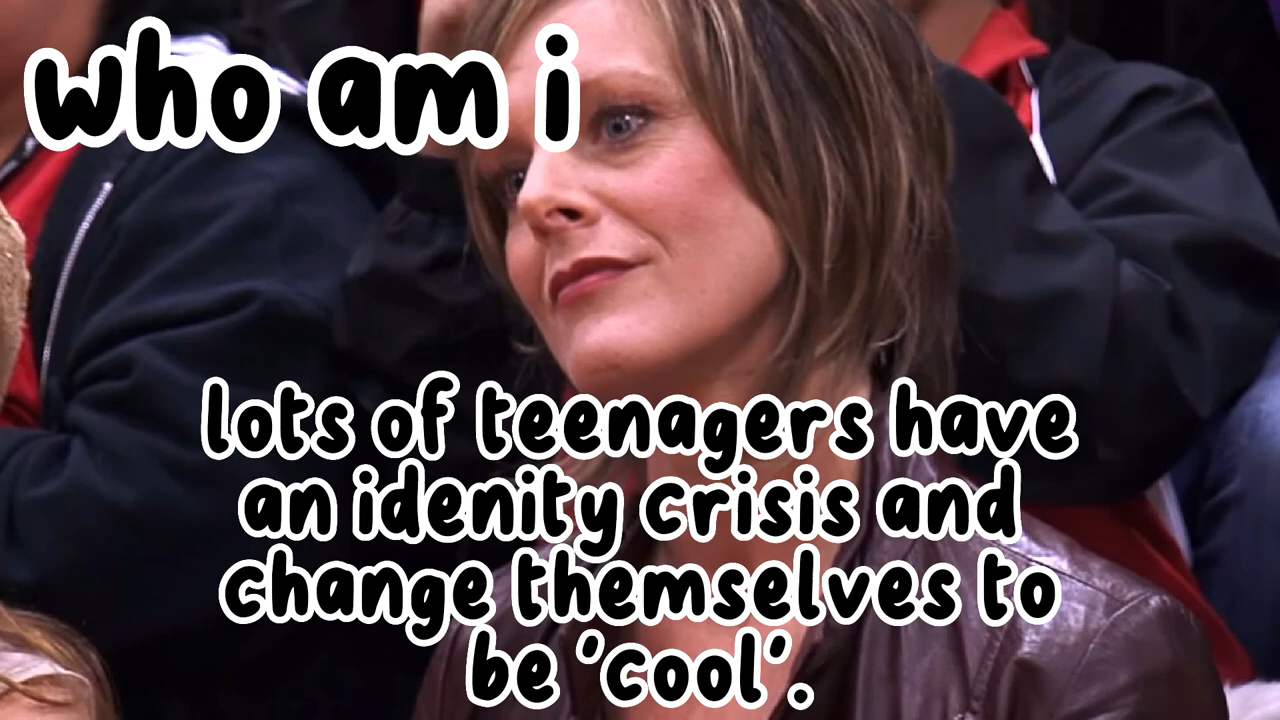 who am i
lots of teenagers have
an idenity crisis and
change themselves to
be 'cool'.